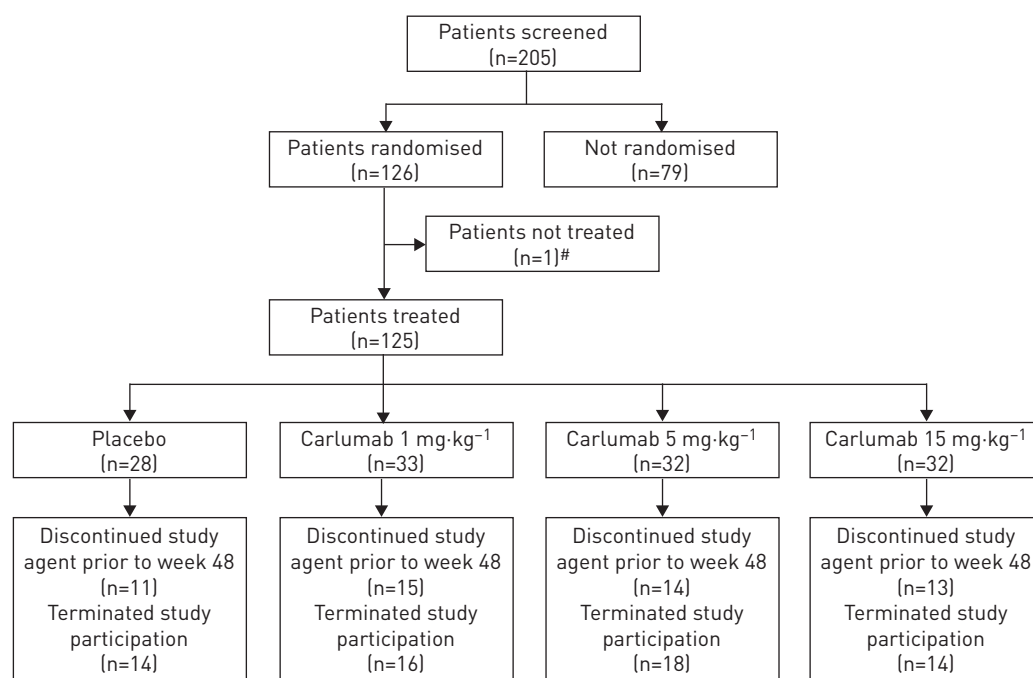 Patients screened
(n=205)
Patients randomised
(n=126)
Not randomised
(n=79)
Patients not treated
(n=1)#
Patients treated
(n=125)
Placebo
(n=28)
Carlumab 1 mg·kg⁻¹
(n=33)
Carlumab 5 mg·kg⁻¹
(n=32)
Carlumab 15 mg·kg⁻¹
(n=32)
Discontinued study
agent prior to week 48
(n=11)
Terminated study
participation
(n=14)
Discontinued study
agent prior to week 48
(n=15)
Terminated study
participation
(n=16)
Discontinued study
agent prior to week 48
(n=14)
Terminated study
participation
(n=18)
Discontinued study
agent prior to week 48
(n=13)
Terminated study
participation
(n=14)